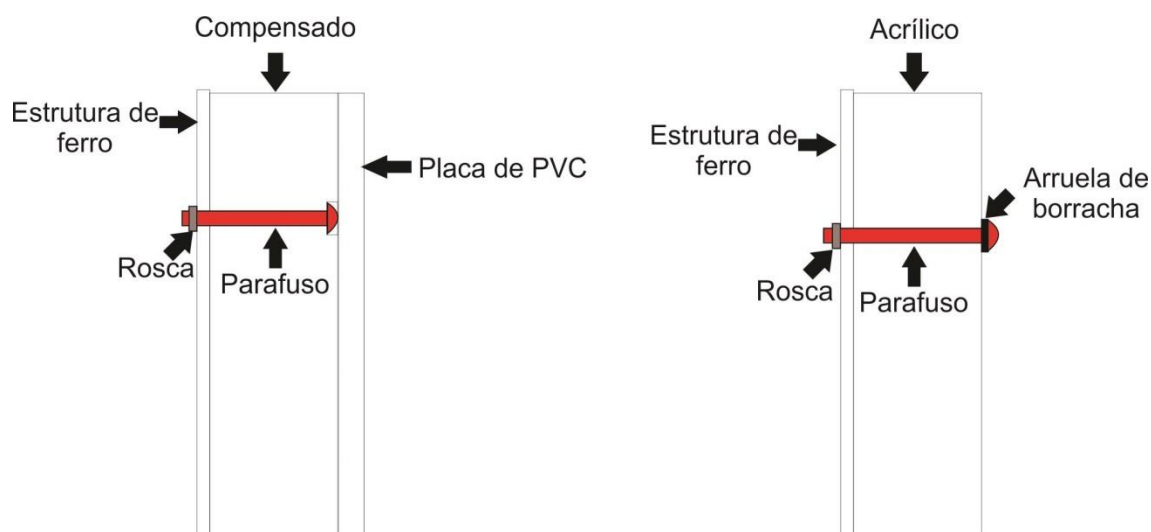 Compensado
Estrutura de
ferro
Placa de PVC
Rosca
Parafuso
Acrílico
Estrutura de
ferro
Arruela de
borracha
Rosca
Parafuso